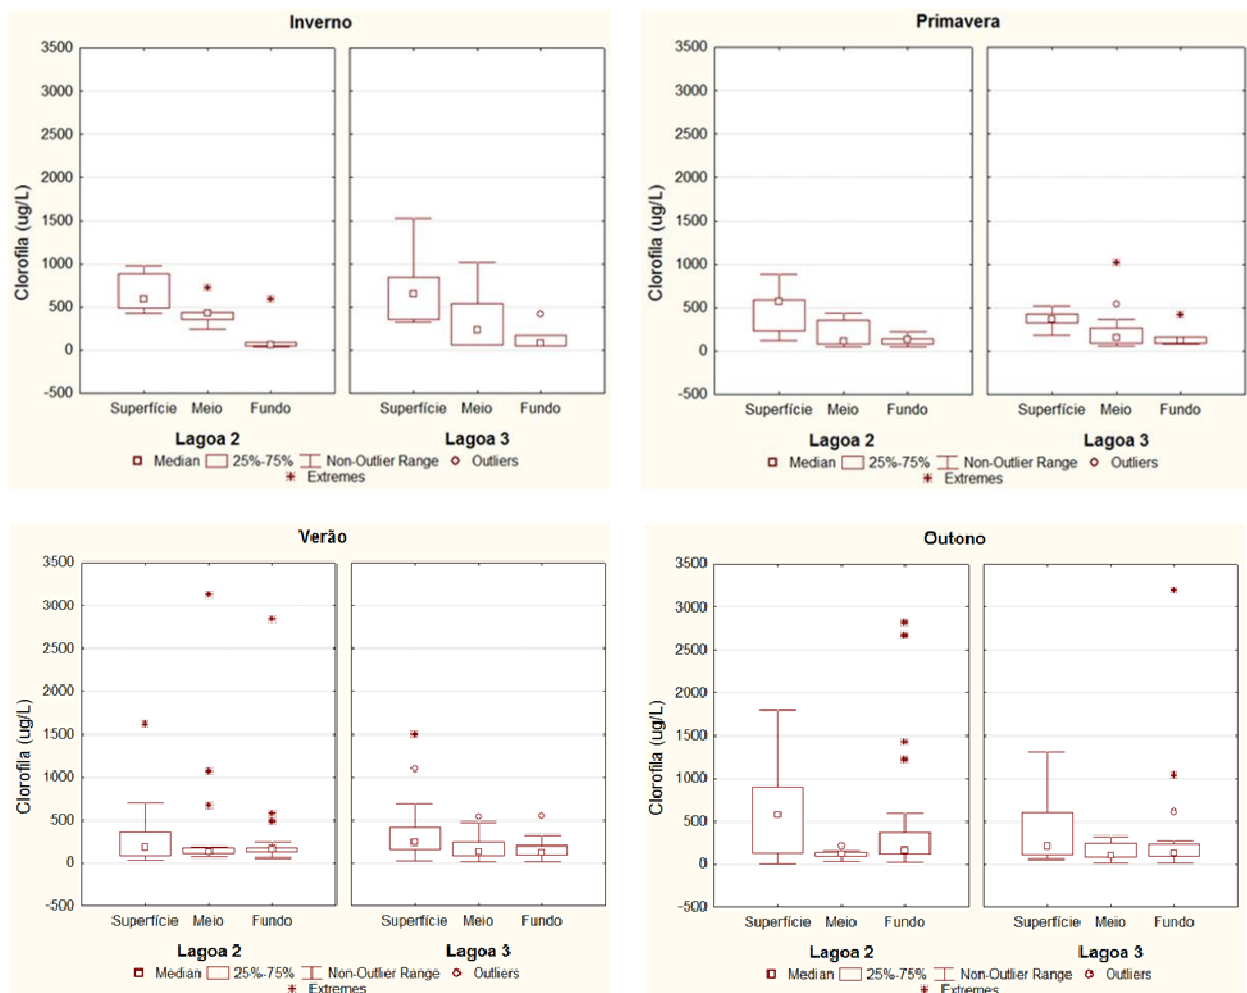 Inverno
Clorofila (ug/L)
3500
3000
2500
2000
1500
1000
500
0
-500
Superfície Meio Fundo
Superfície Meio Fundo
Lagoa 2
Lagoa 3
Median 25%-75% Non-Outlier Range Outliers
Extremes
Primavera
Clorofila (ug/L)
3500
3000
2500
2000
1500
1000
500
0
-500
Superfície Meio Fundo
Superfície Meio Fundo
Lagoa 2
Lagoa 3
Median 25%-75% Non-Outlier Range Outliers
Extremes
Verão
Clorofila (ug/L)
3500
3000
2500
2000
1500
1000
500
0
-500
Superfície Meio Fundo
Superfície Meio Fundo
Lagoa 2
Lagoa 3
Median 25%-75% Non-Outlier Range Outliers
Extremes
Outono
Clorofila (ug/L)
3500
3000
2500
2000
1500
1000
500
0
-500
Superfície Meio Fundo
Superfície Meio Fundo
Lagoa 2
Lagoa 3
Median 25%-75% Non-Outlier Range Outliers
Extremes